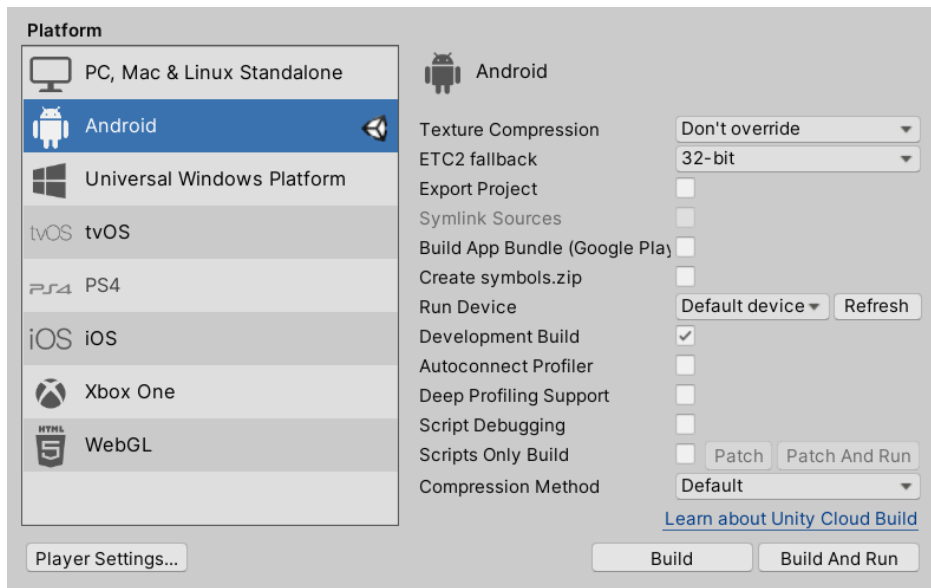 Platform
PC, Mac & Linux Standalone
Android
Universal Windows Platform
tvOS tvOS
PS4 PS4
iOS iOS
Xbox One
HTML 5 WebGL
Player Settings...
Android
Texture Compression Don't override
ETC2 fallback 32-bit
Export Project
Symlink Sources
Build App Bundle (Google Play
Create symbols.zip
Run Device Default device Refresh
Development Build
Autoconnect Profiler
Deep Profiling Support
Script Debugging
Scripts Only Build Patch Patch And Run
Compression Method Default
Learn about Unity Cloud Build
Build Build And Run